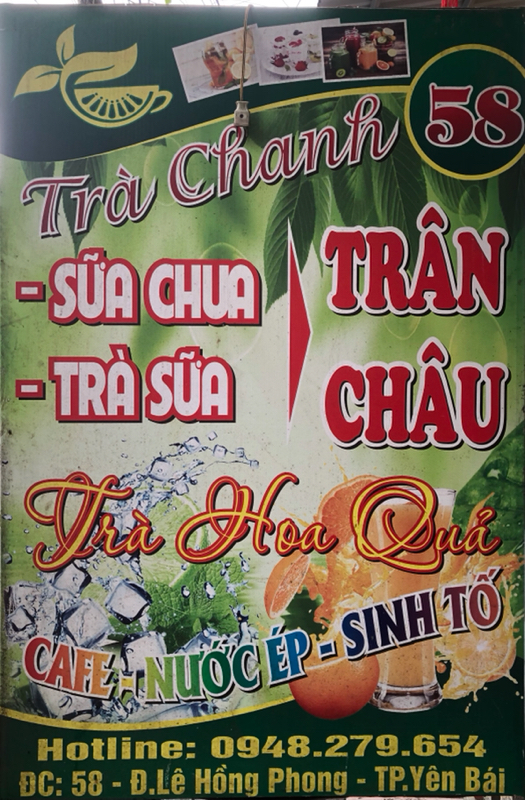 58
Trà Chanh
- SỮA CHUA
- TRÀ SỮA
TRÂN
CHÂU
Trà Hoa Quả
CAFE - NƯỚC ÉP - SINH TỐ
Hotline: 0948.279.654
ĐC: 58 - Đ.Lê Hồng Phong - TP.Yên Bái